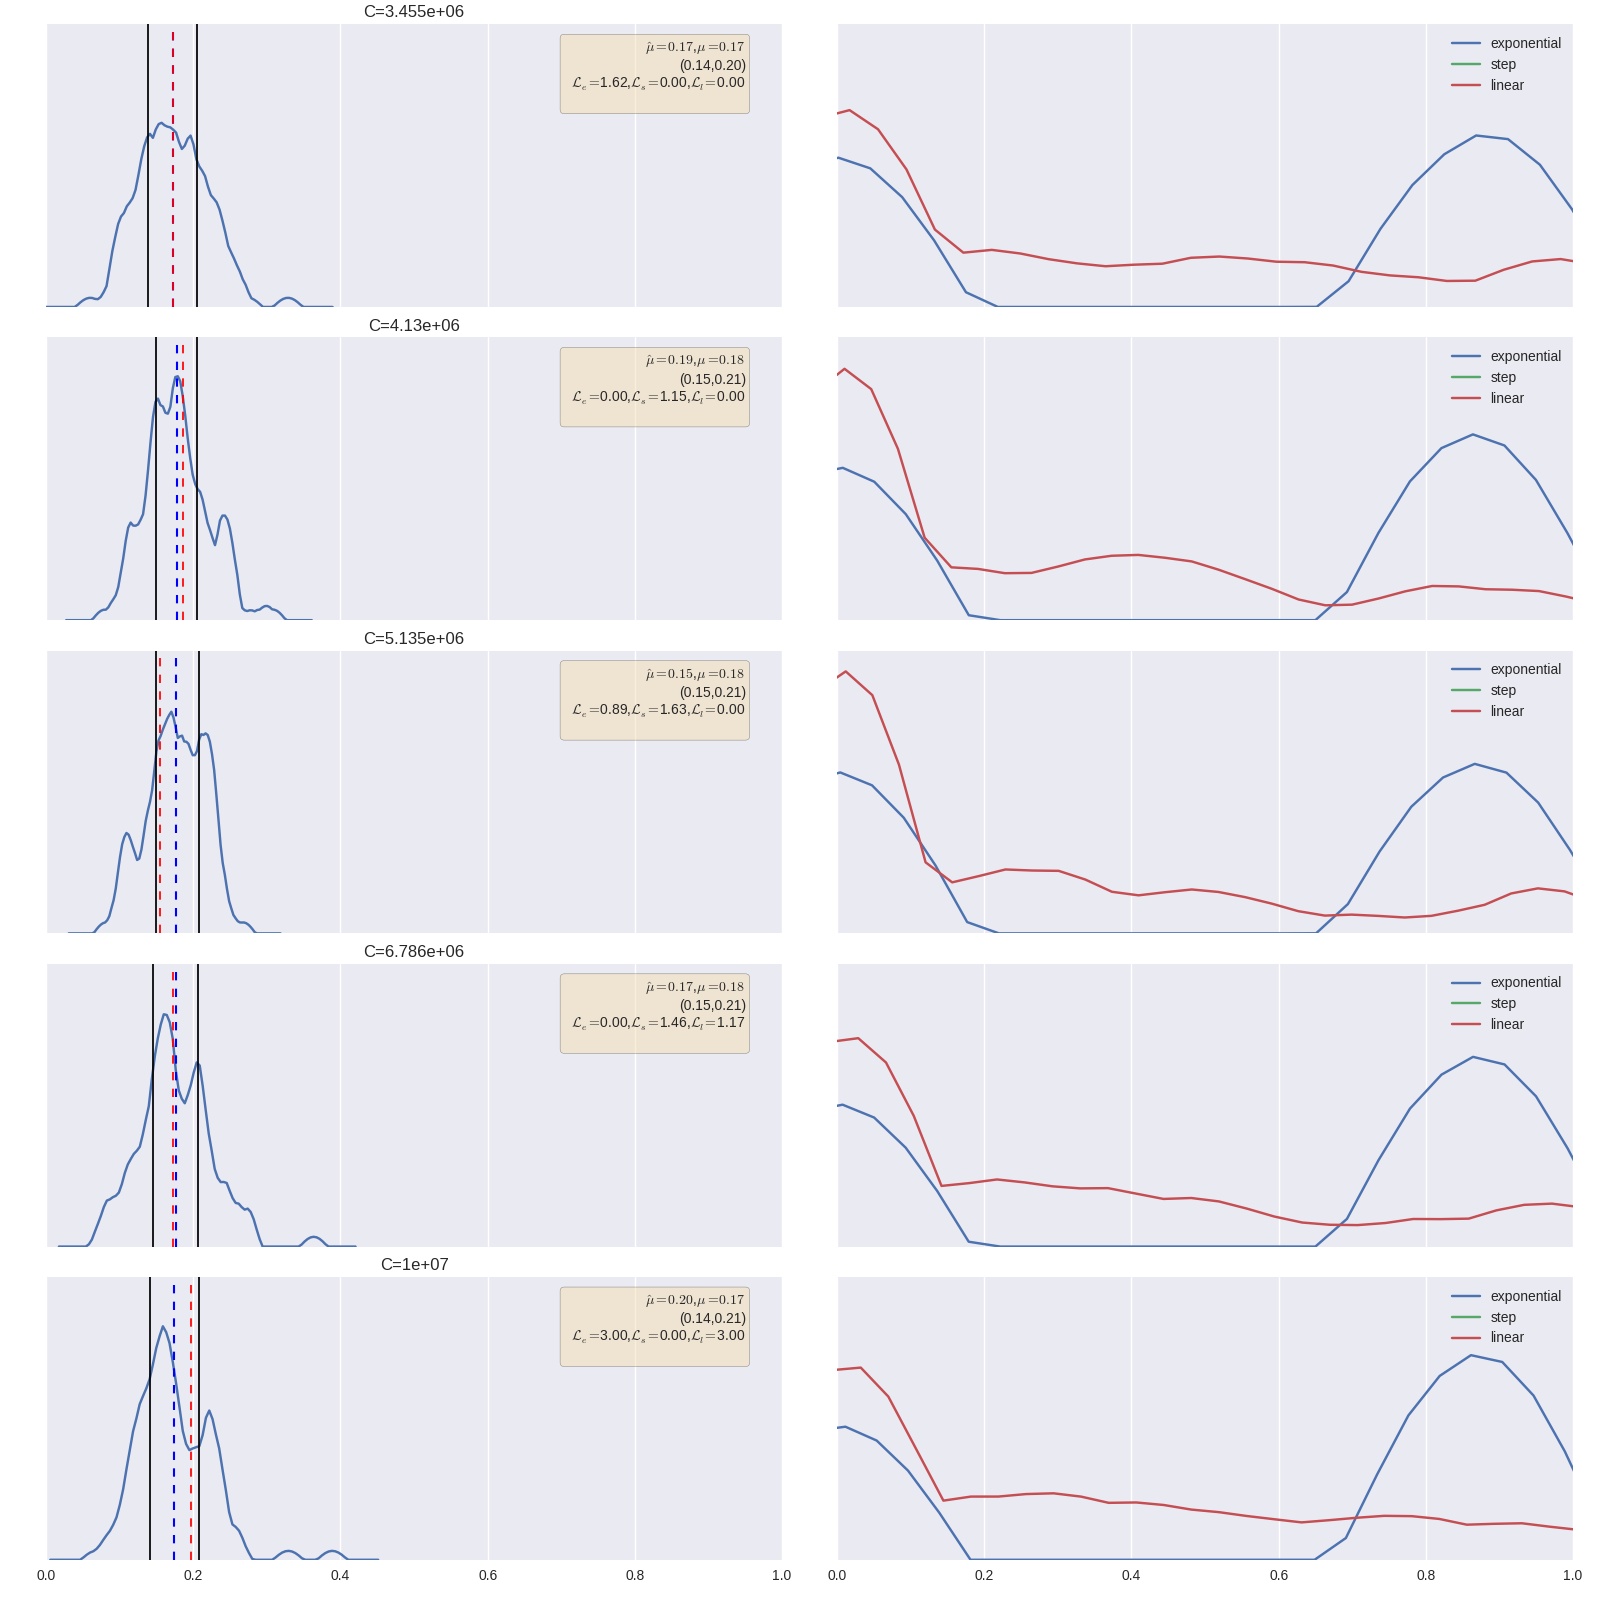 C=3.455e+06
μ̂=0.17,μ=0.17
(0.14,0.20)
ℒₑ=1.62,ℒₛ=0.00,ℒₗ=0.00
exponential
step
linear
C=4.13e+06
μ̂=0.19,μ=0.18
(0.15,0.21)
ℒₑ=0.00,ℒₛ=1.15,ℒₗ=0.00
exponential
step
linear
C=5.135e+06
μ̂=0.15,μ=0.18
(0.15,0.21)
ℒₑ=0.89,ℒₛ=1.63,ℒₗ=0.00
exponential
step
linear
C=6.786e+06
μ̂=0.17,μ=0.18
(0.15,0.21)
ℒₑ=0.00,ℒₛ=1.46,ℒₗ=1.17
exponential
step
linear
C=1e+07
μ̂=0.20,μ=0.17
(0.14,0.21)
ℒₑ=3.00,ℒₛ=0.00,ℒₗ=3.00
exponential
step
linear
0.0 0.2 0.4 0.6 0.8 1.0
0.0 0.2 0.4 0.6 0.8 1.0